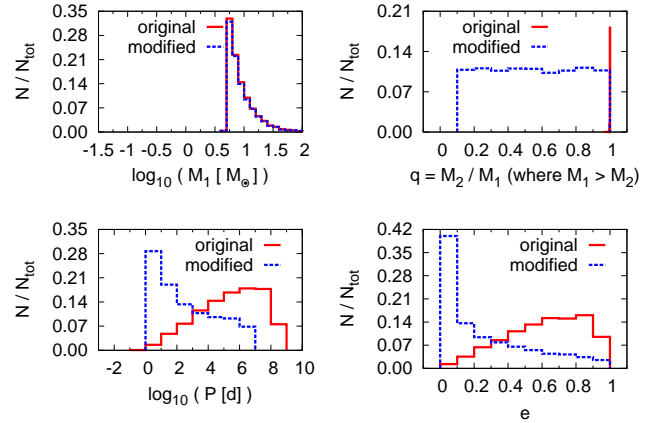 0.35
0.28
0.21
0.14
0.07
0.00
N / N_tot
original
modified
-1.5 -1 -0.5 0 0.5 1 1.5 2
log₁₀ ( M₁ [ M☉ ] )
0.21
0.14
0.07
0.00
N / N_tot
original
modified
0 0.2 0.4 0.6 0.8 1
q = M₂ / M₁ (where M₁ > M₂)
0.35
0.28
0.21
0.14
0.07
0.00
N / N_tot
original
modified
-2 0 2 4 6 8 10
log₁₀ ( P [d] )
0.42
0.35
0.28
0.21
0.14
0.07
0.00
N / N_tot
original
modified
0 0.2 0.4 0.6 0.8 1
e